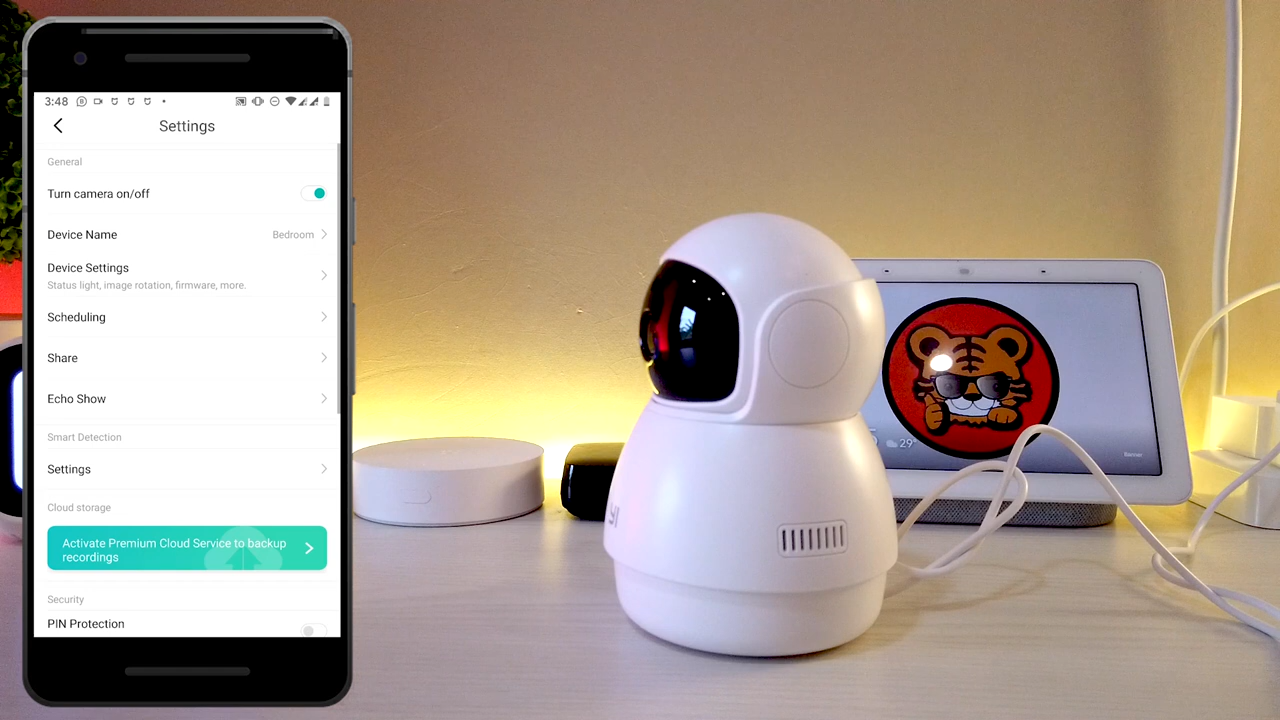 3:48
Settings
General
Turn camera on/off
Device Name
Bedroom
Device Settings
Status light, image rotation, firmware, more.
Scheduling
Share
Echo Show
Smart Detection
Settings
Cloud storage
Activate Premium Cloud Service to backup
recordings
Security
PIN Protection
YI
29°